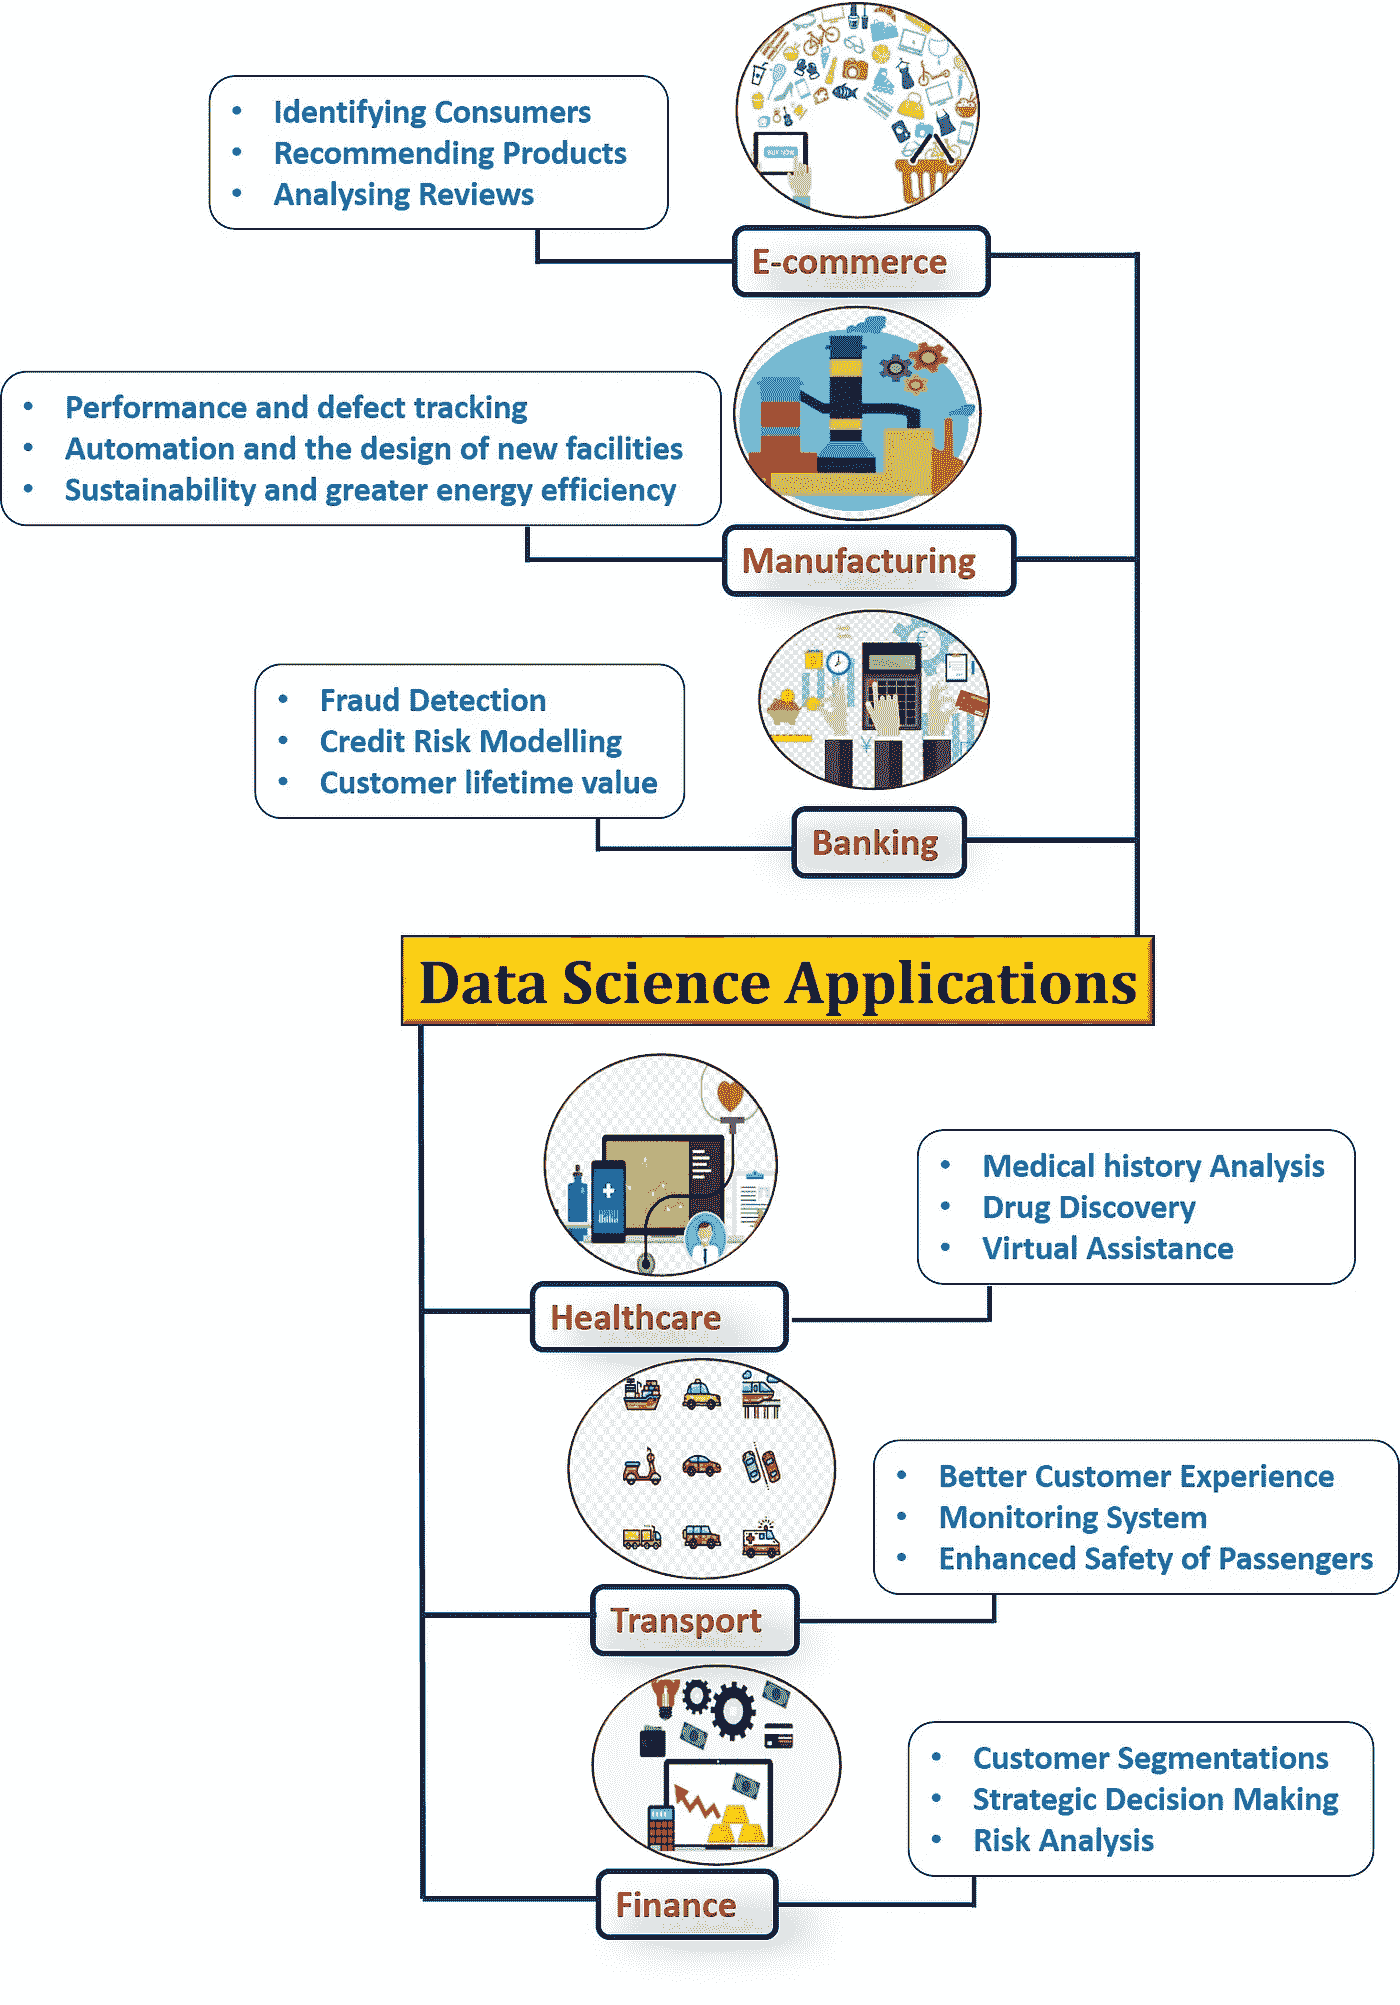 • Identifying Consumers
• Recommending Products
• Analysing Reviews
BUY NOW
E-commerce
• Performance and defect tracking
• Automation and the design of new facilities
• Sustainability and greater energy efficiency
Manufacturing
• Fraud Detection
• Credit Risk Modelling
• Customer lifetime value
Banking
Data Science Applications
• Medical history Analysis
• Drug Discovery
• Virtual Assistance
Healthcare
• Better Customer Experience
• Monitoring System
• Enhanced Safety of Passengers
Transport
• Customer Segmentations
• Strategic Decision Making
• Risk Analysis
Finance